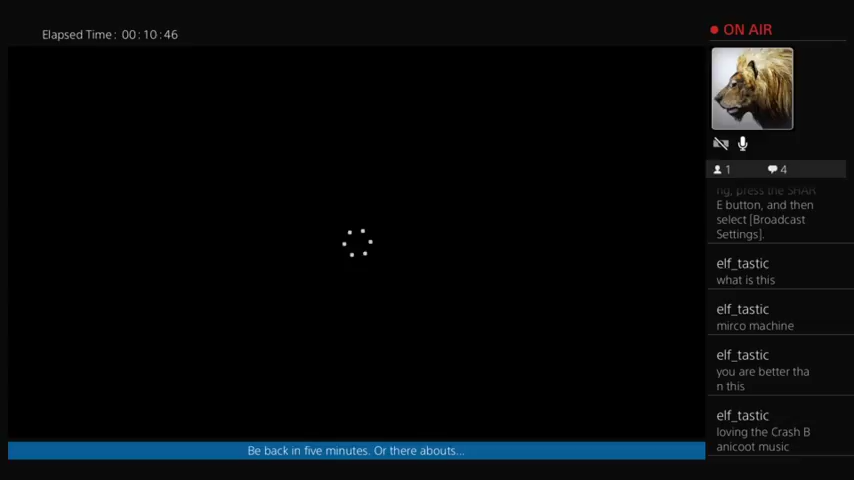 Elapsed Time: 00:10:46
ON AIR
1
4
ng, press the SHAR
E button, and then
select [Broadcast
Settings].
elf_tastic
what is this
elf_tastic
mirco machine
elf_tastic
you are better tha
n this
elf_tastic
loving the Crash B
anicoot music
Be back in five minutes. Or there abouts...